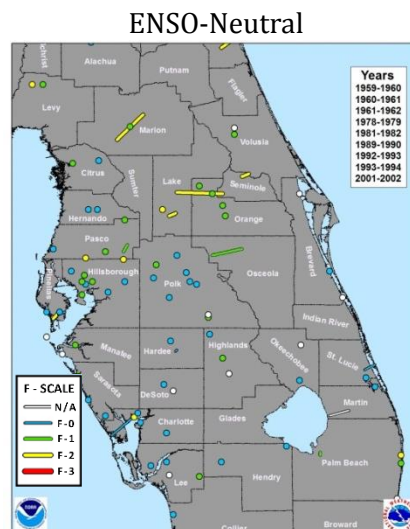 ENSO-Neutral
Alachua
Putnam
Flagler
Levy
Marion
Volusia
Citrus
Sumter
Lake
Seminole
Hernando
Orange
Pasco
Brevard
Pinellas
Hillsborough
Polk
Osceola
Indian River
Manatee
Hardee
Highlands
Okeechobee
St. Lucie
Sarasota
DeSoto
Martin
Charlotte
Glades
Lee
Hendry
Palm Beach
Collier
Broward
Years
1959-1960
1960-1961
1961-1962
1978-1979
1981-1982
1989-1990
1992-1993
1993-1994
2001-2002
F - SCALE
N/A
F-0
F-1
F-2
F-3